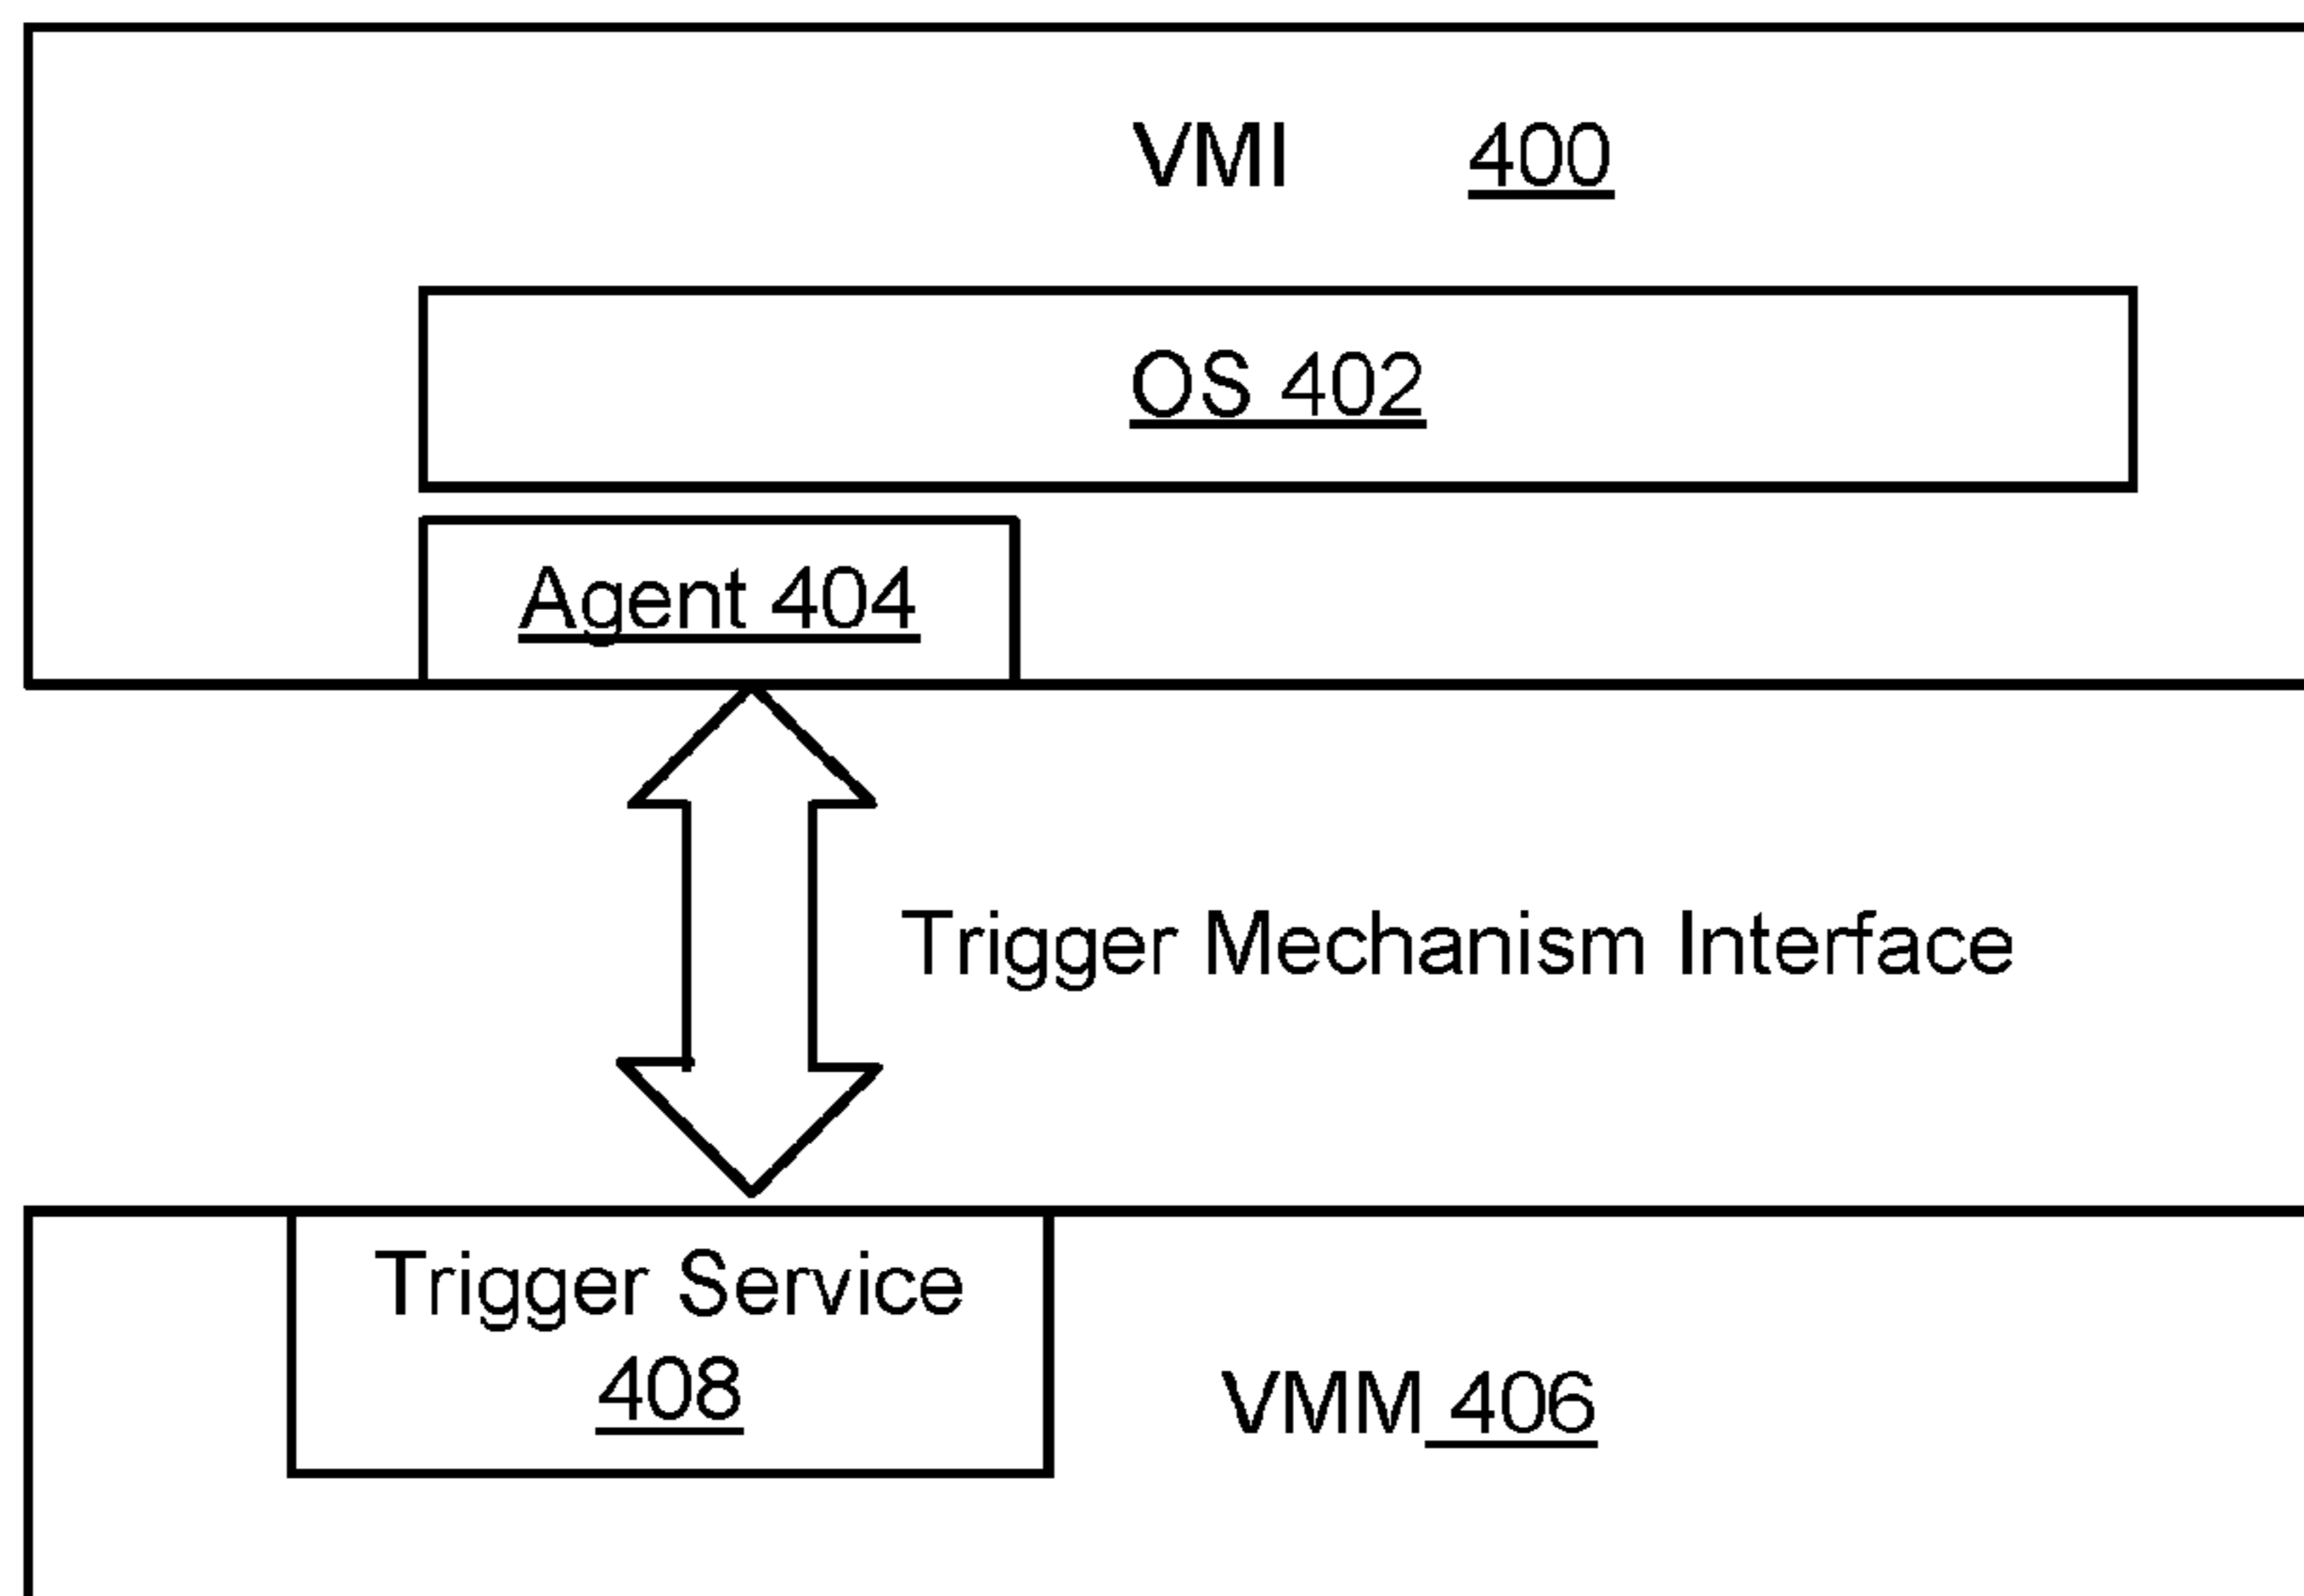 VMI 400
OS 402
Agent 404
Trigger Mechanism Interface
Trigger Service
408
VMM 406